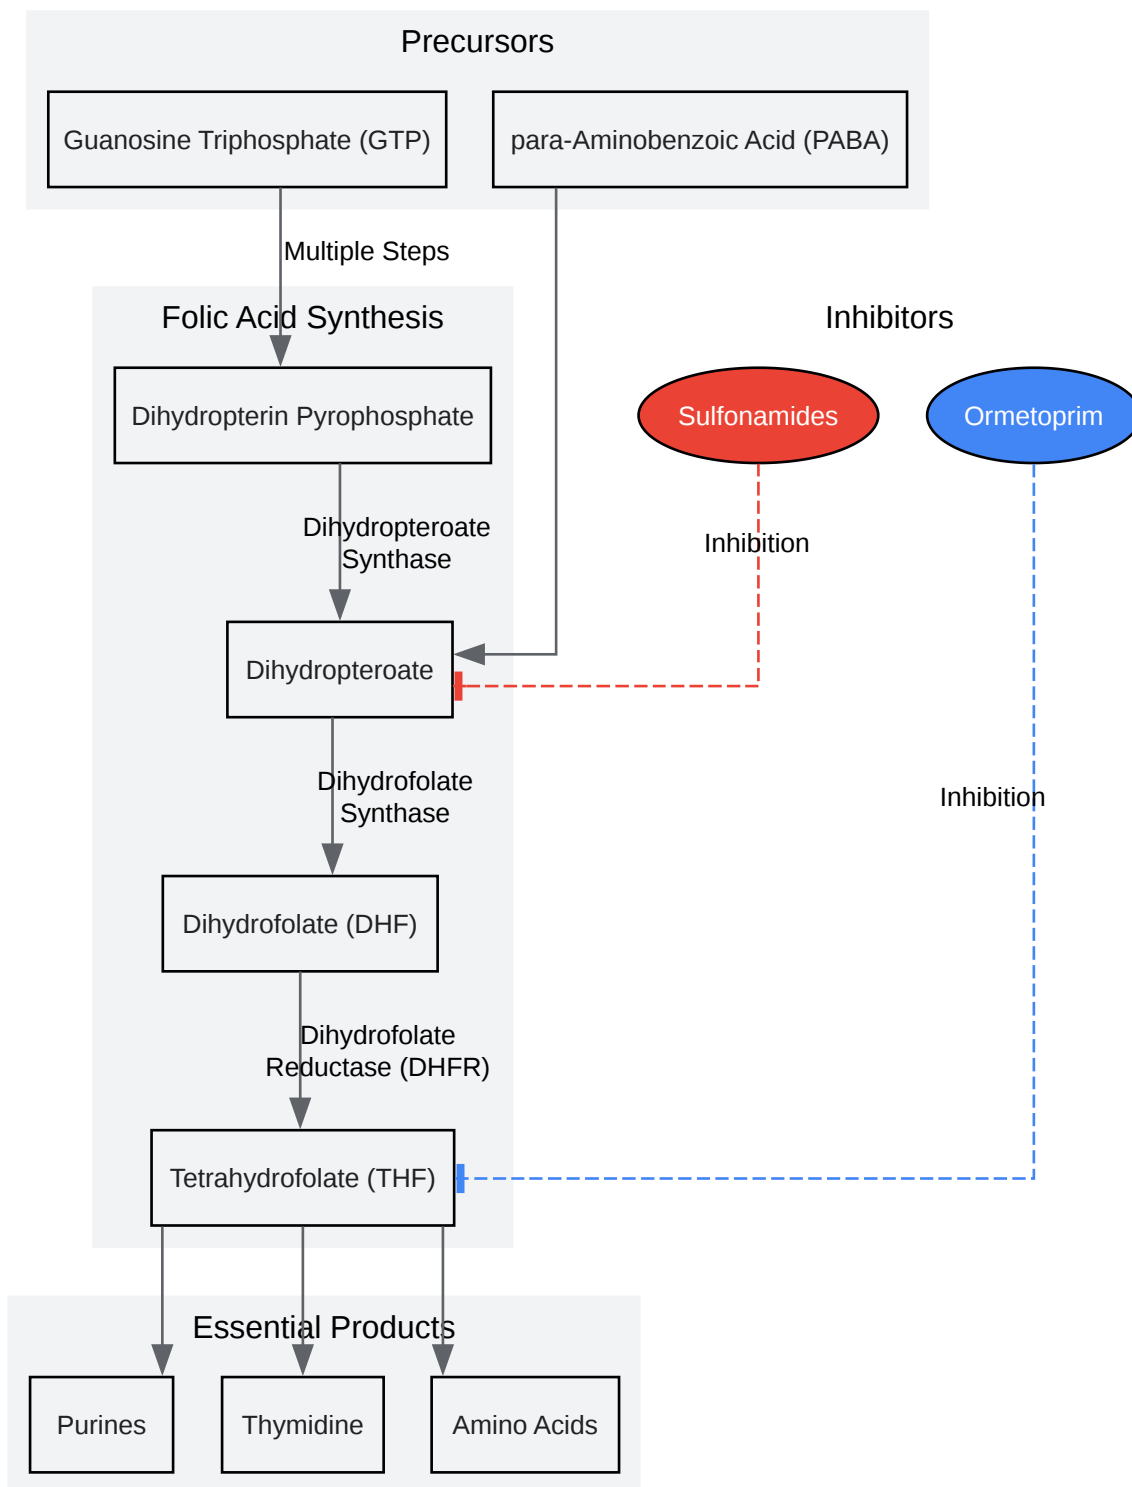 Precursors
Guanosine Triphosphate (GTP)
para-Aminobenzoic Acid (PABA)
Multiple Steps
Folic Acid Synthesis
Inhibitors
Dihydropterin Pyrophosphate
Sulfonamides
Ormetoprim
Dihydropteroate
Synthase
Inhibition
Dihydropteroate
Dihydrofolate
Synthase
Inhibition
Dihydrofolate (DHF)
Dihydrofolate
Reductase (DHFR)
Tetrahydrofolate (THF)
Essential Products
Purines
Thymidine
Amino Acids